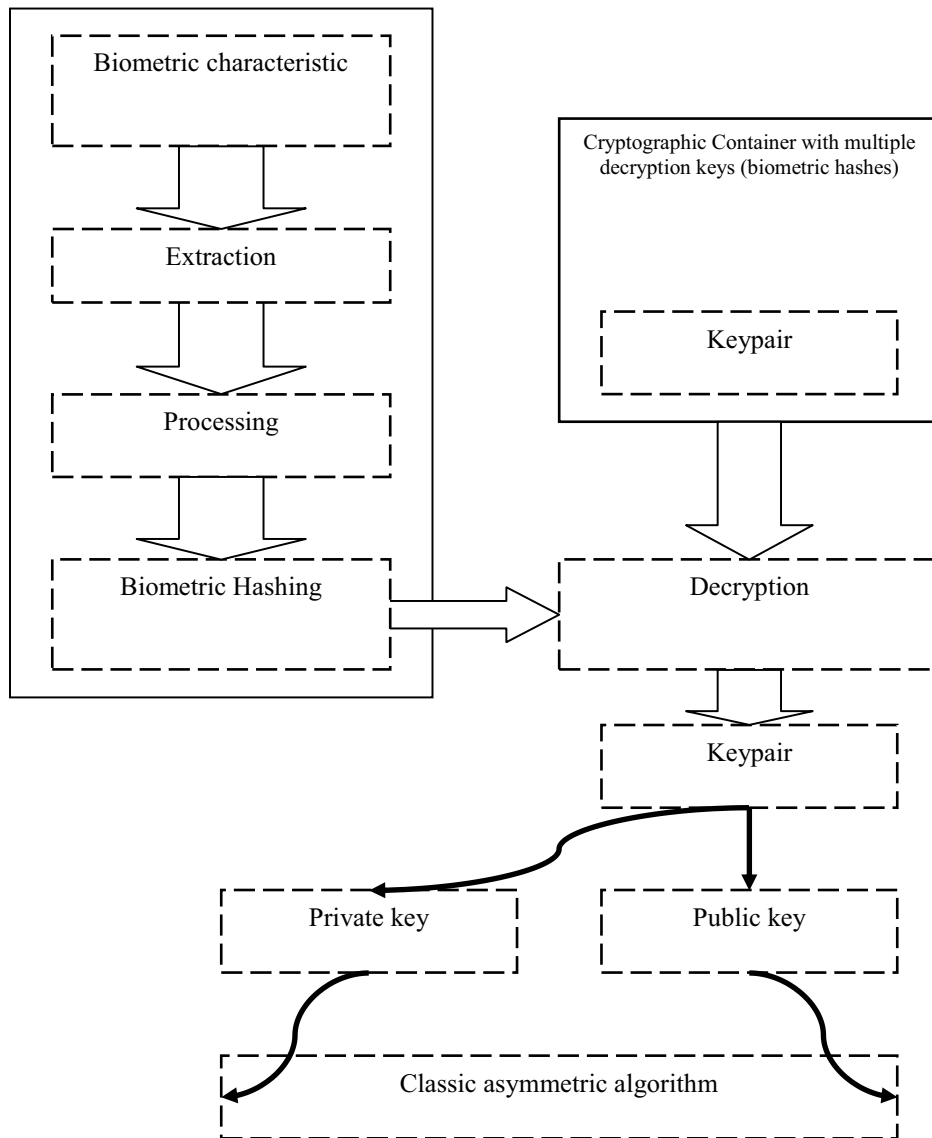 Biometric characteristic
Extraction
Processing
Biometric Hashing
Cryptographic Container with multiple
decryption keys (biometric hashes)
Keypair
Decryption
Keypair
Private key
Public key
Classic asymmetric algorithm